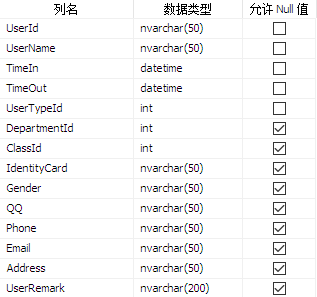 列名 数据类型 允许 Null 值
UserId nvarchar(50)
UserName nvarchar(50)
TimeIn datetime
TimeOut datetime
UserTypeId int
DepartmentId int
ClassId int
IdentityCard nvarchar(50)
Gender nvarchar(50)
QQ nvarchar(50)
Phone nvarchar(50)
Email nvarchar(50)
Address nvarchar(50)
UserRemark nvarchar(200)